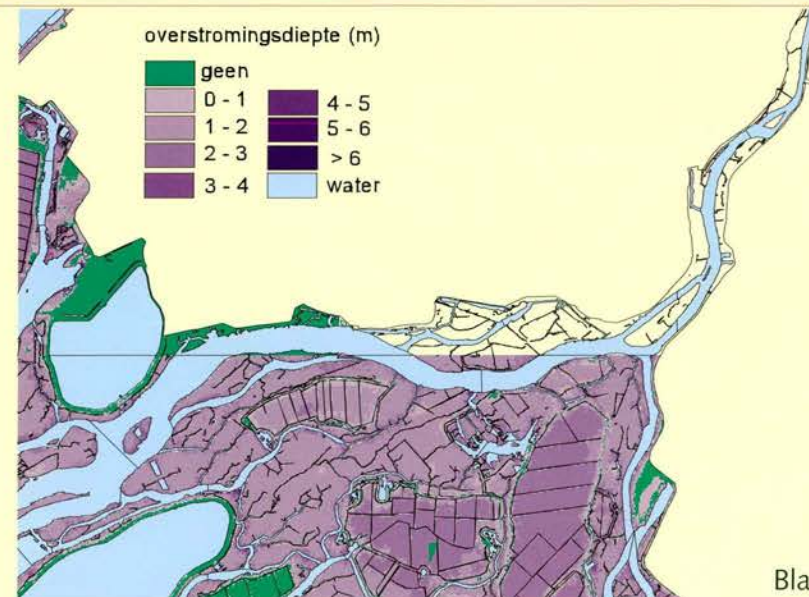 overstromingsdiepte (m)
geen
0 - 1
1 - 2
2 - 3
3 - 4
4 - 5
5 - 6
> 6
water
Bla